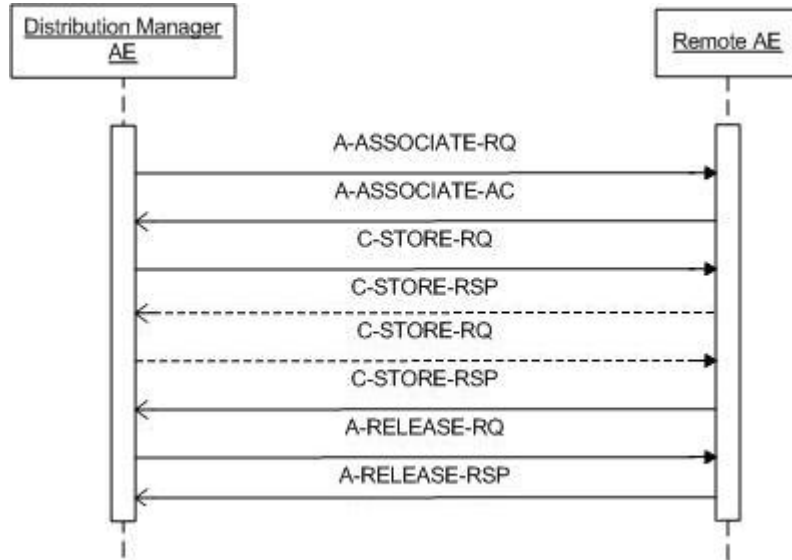 Distribution Manager
AE
Remote AE
A-ASSOCIATE-RQ
A-ASSOCIATE-AC
C-STORE-RQ
C-STORE-RSP
C-STORE-RQ
C-STORE-RSP
A-RELEASE-RQ
A-RELEASE-RSP